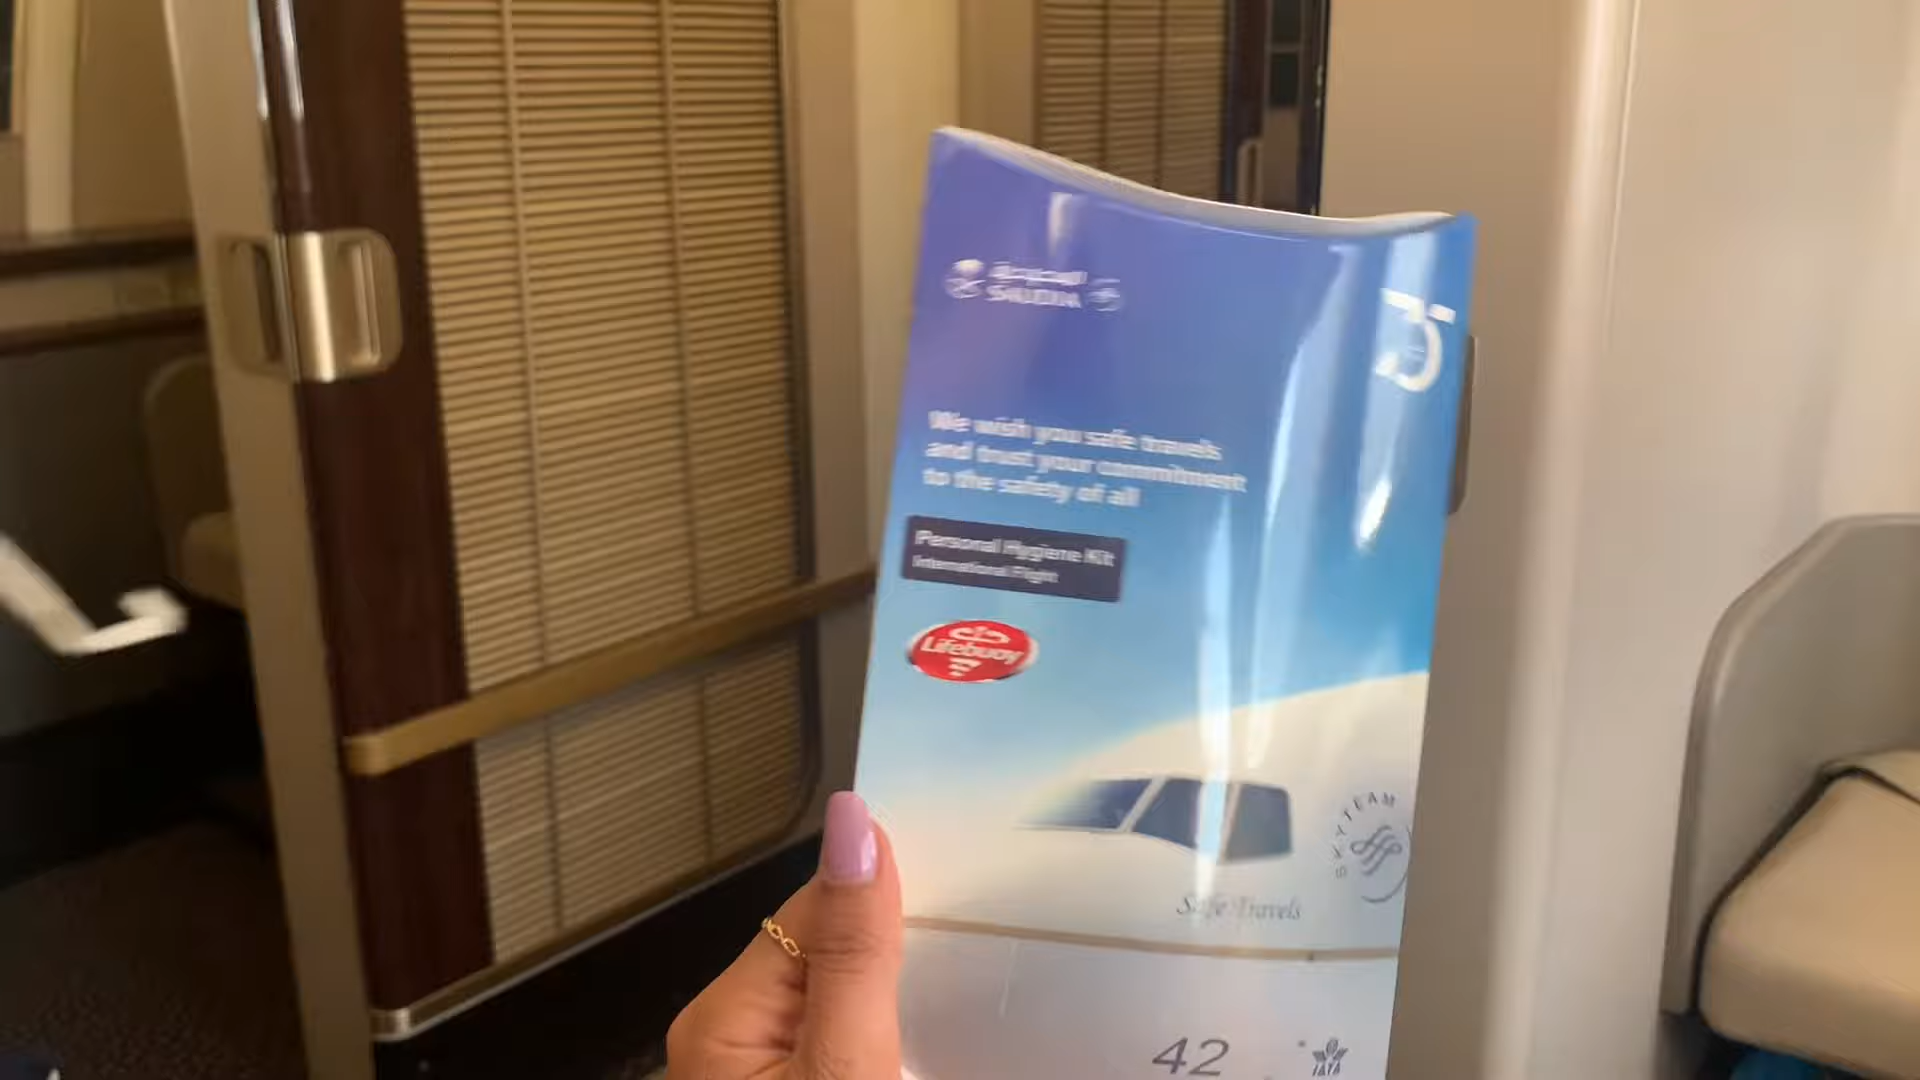 السعودية
SAUDIA
We wish you safe travels
and trust your commitment
to the safety of all
Personal Hygiene Kit
International Flight
Lifebuoy
SKYTEAM
Safe Travels
42
IATA